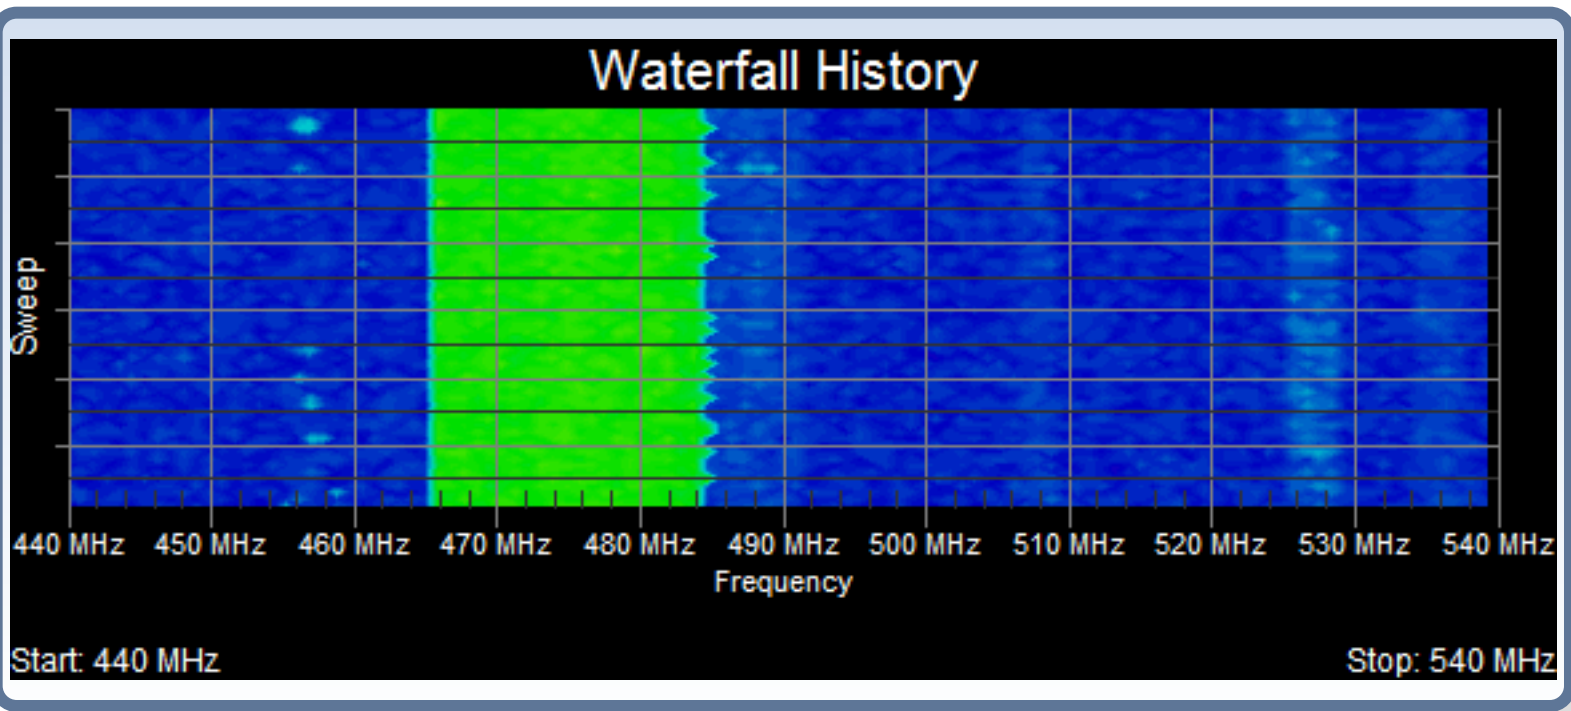 Waterfall History
Sweep
440 MHz 450 MHz 460 MHz 470 MHz 480 MHz 490 MHz 500 MHz 510 MHz 520 MHz 530 MHz 540 MHz
Frequency
Start: 440 MHz Stop: 540 MHz